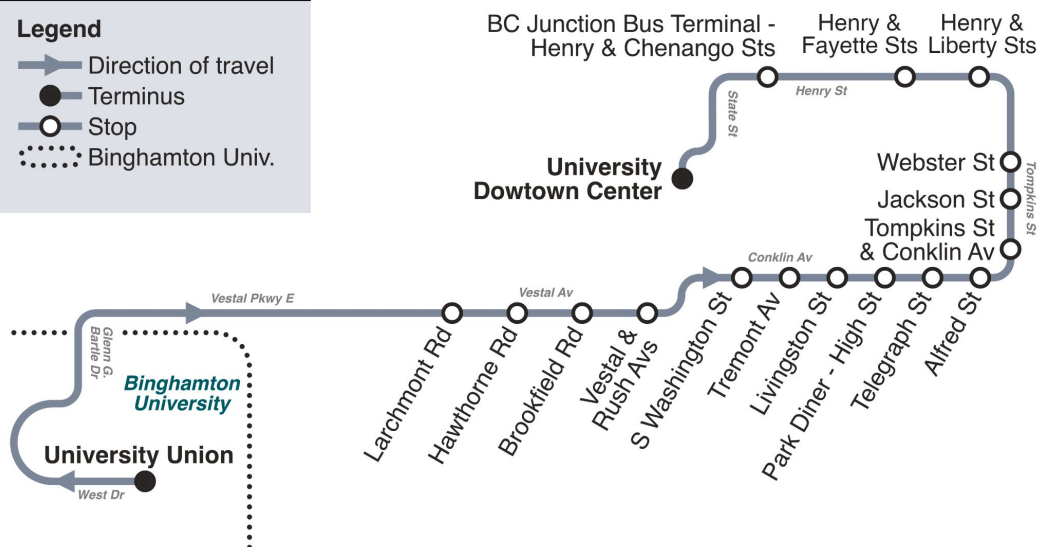 Legend
Direction of travel
Terminus
Stop
Binghamton Univ.
BC Junction Bus Terminal -
Henry & Chenango Sts
Henry &
Fayette Sts
Henry &
Liberty Sts
State St
Henry St
University
Dowtown Center
Webster St
Jackson St
Tompkins St
& Conklin Av
Tompkins St
Conklin Av
Vestal Pkwy E
Vestal Av
Larchmont Rd
Hawthorne Rd
Brookfield Rd
Vestal &
Rush Avs
S Washington St
Tremont Av
Livingston St
Park Diner - High St
Telegraph St
Alfred St
Glenn G.
Bartle Dr
Binghamton
University
University Union
West Dr